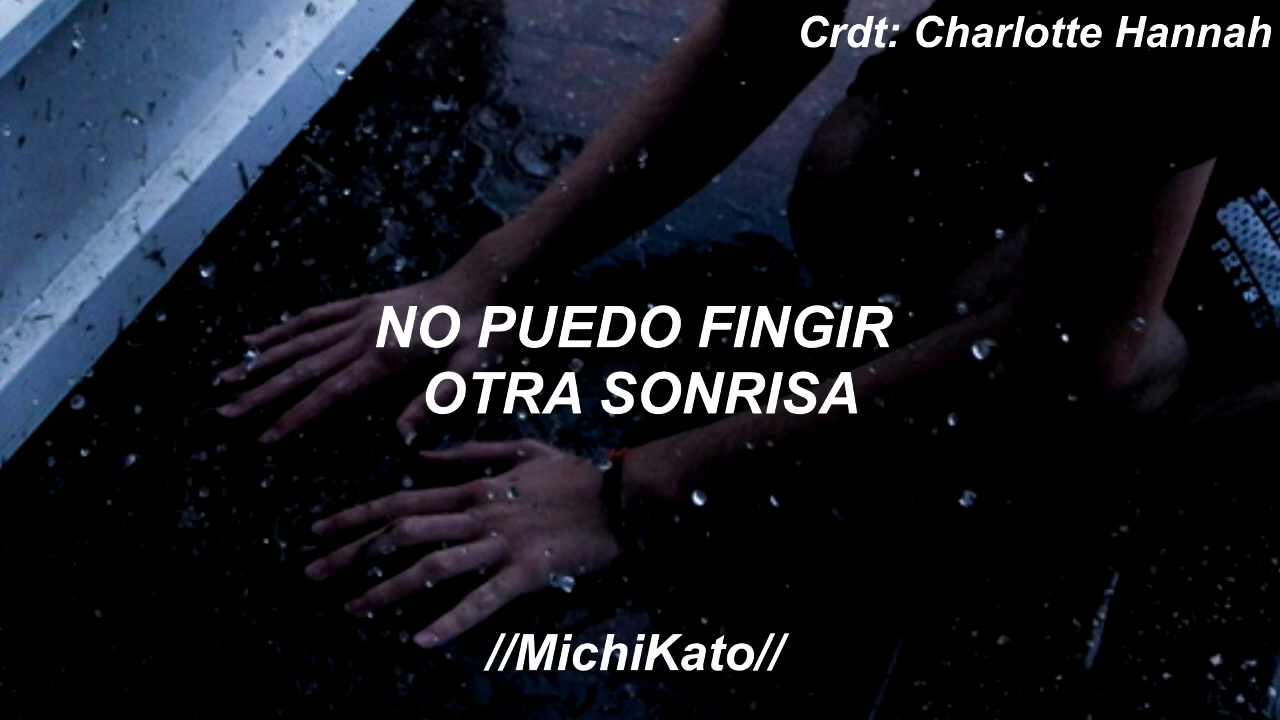 Crdt: Charlotte Hannah
NO PUEDO FINGIR
OTRA SONRISA
//MichiKato//